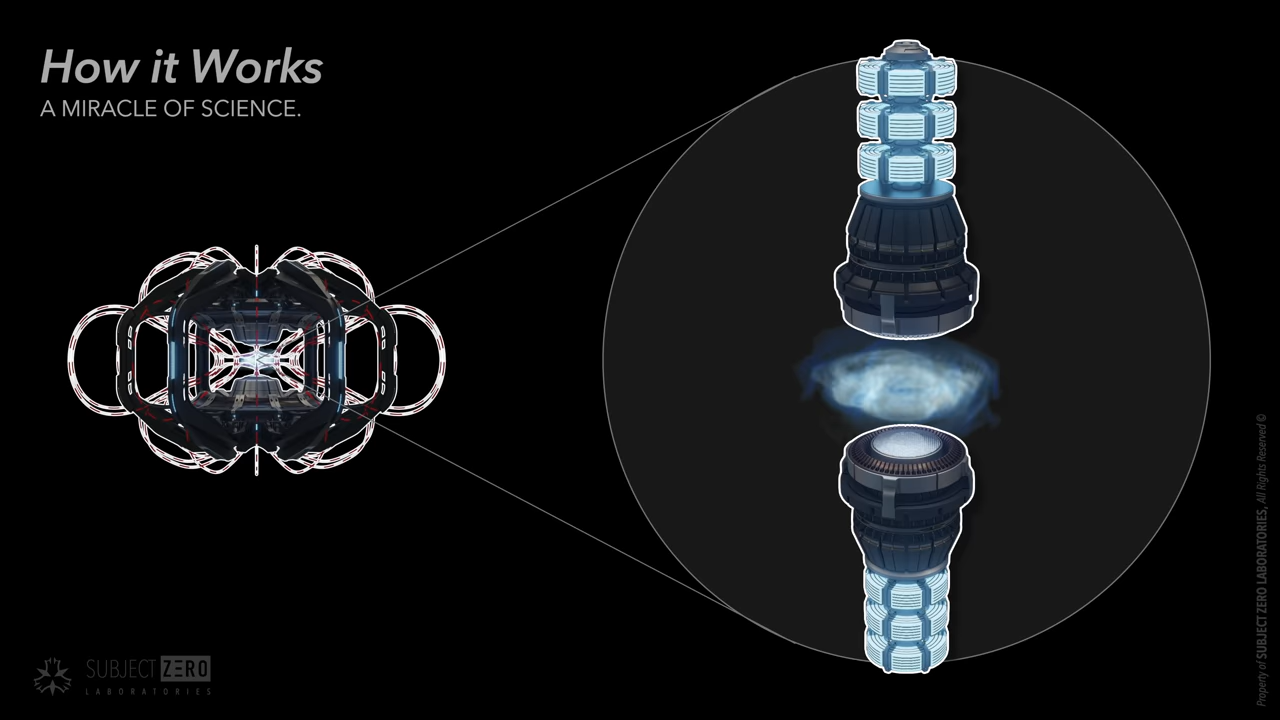 How it Works
A MIRACLE OF SCIENCE.
SUBJECT ZERO
LABORATORIES
Property of SUBJECT ZERO LABORATORIES, All Rights Reserved ©